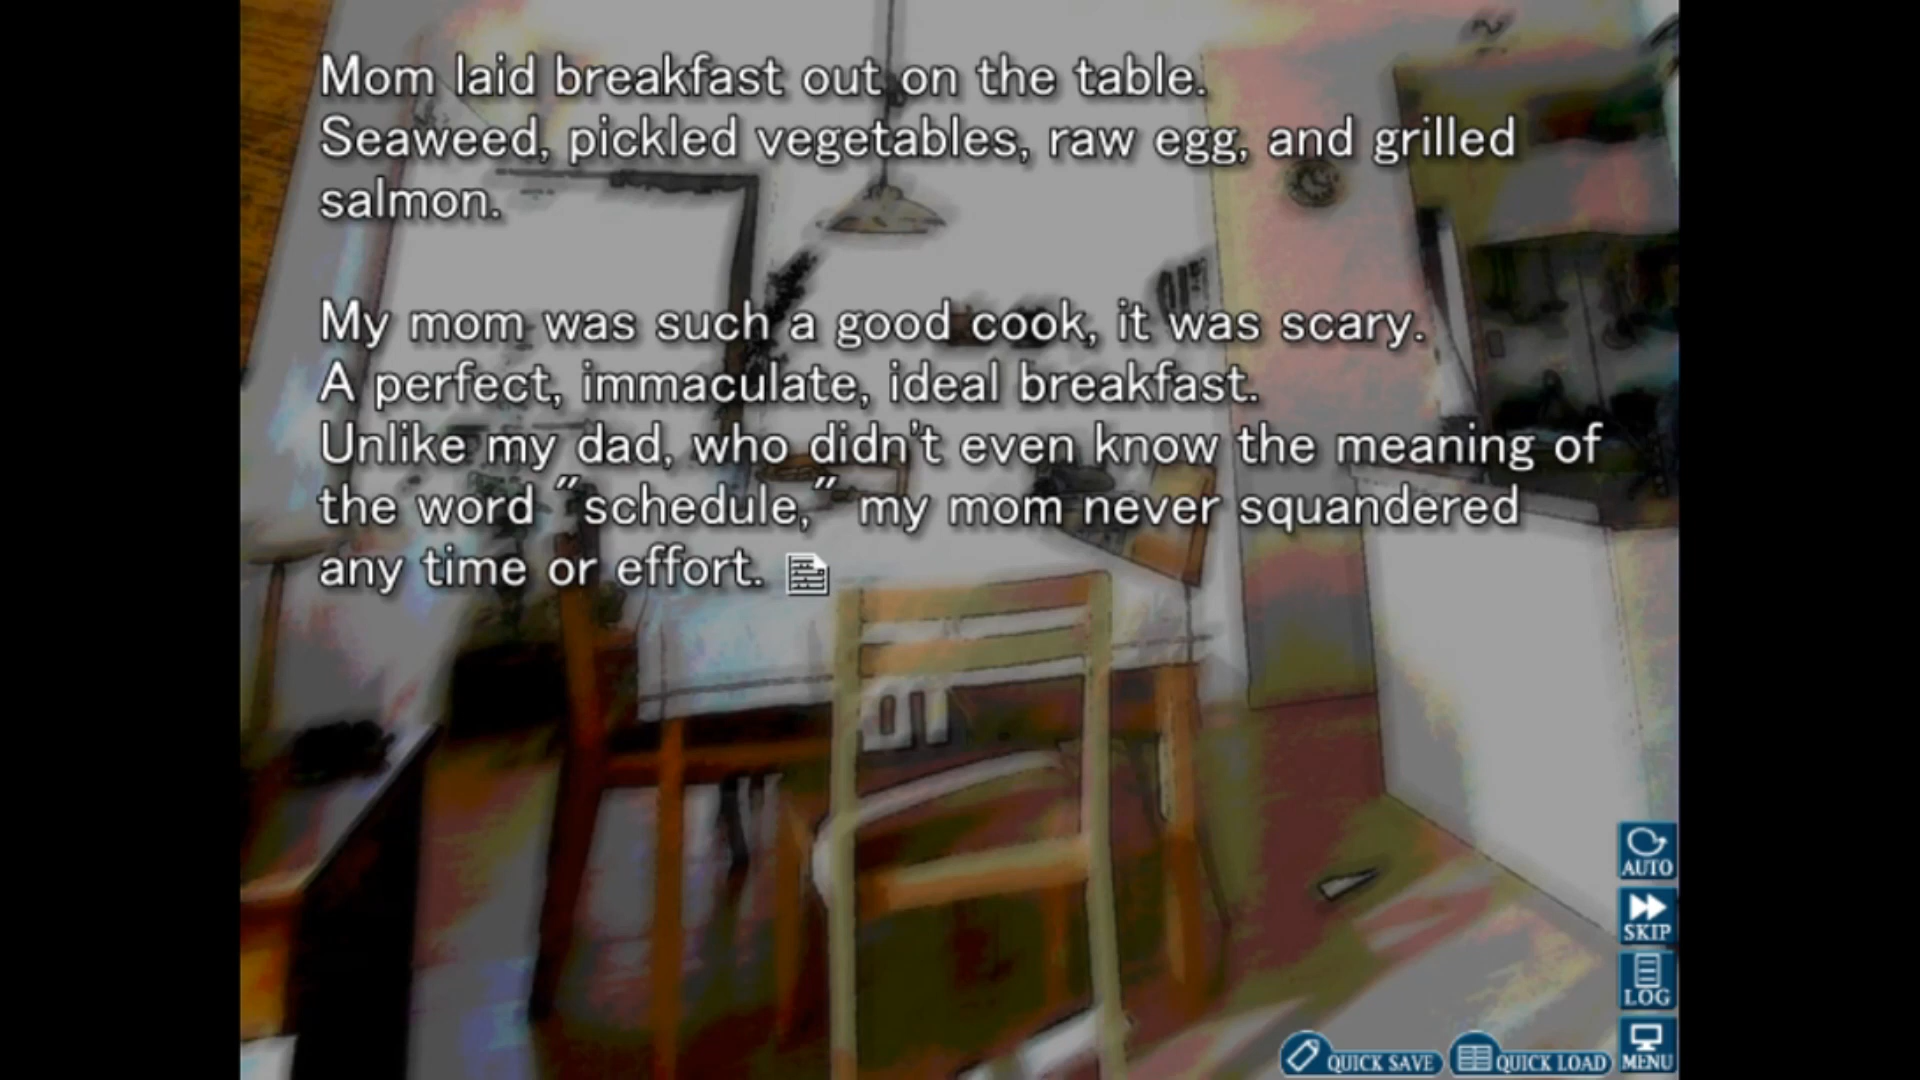 Mom laid breakfast out on the table.
Seaweed, pickled vegetables, raw egg, and grilled
salmon.
My mom was such a good cook, it was scary.
A perfect, immaculate, ideal breakfast.
Unlike my dad, who didn't even know the meaning of
the word "schedule," my mom never squandered
any time or effort.
AUTO
SKIP
LOG
QUICK SAVE
QUICK LOAD
MENU